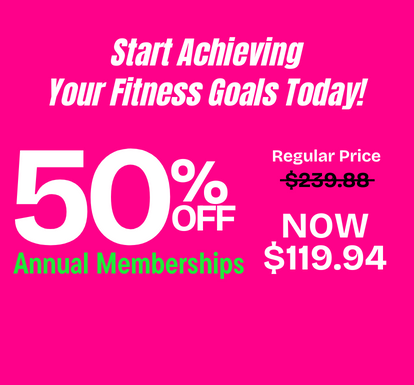 Start Achieving
Your Fitness Goals Today!
50% OFF
Annual Memberships
Regular Price
$239.88
NOW
$119.94